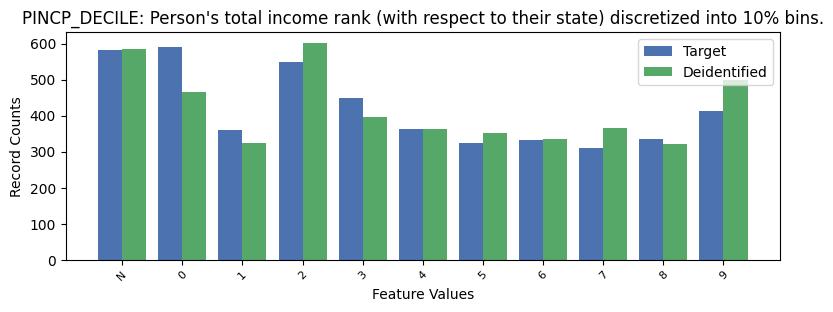 PINCP_DECILE: Person's total income rank (with respect to their state) discretized into 10% bins.
Target
Deidentified
Record Counts
600
500
400
300
200
100
0
N 0 1 2 3 4 5 6 7 8 9
Feature Values